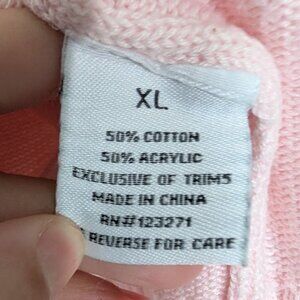 XL
50% COTTON
50% ACRYLIC
EXCLUSIVE OF TRIMS
MADE IN CHINA
RN#123271
REVERSE FOR CARE